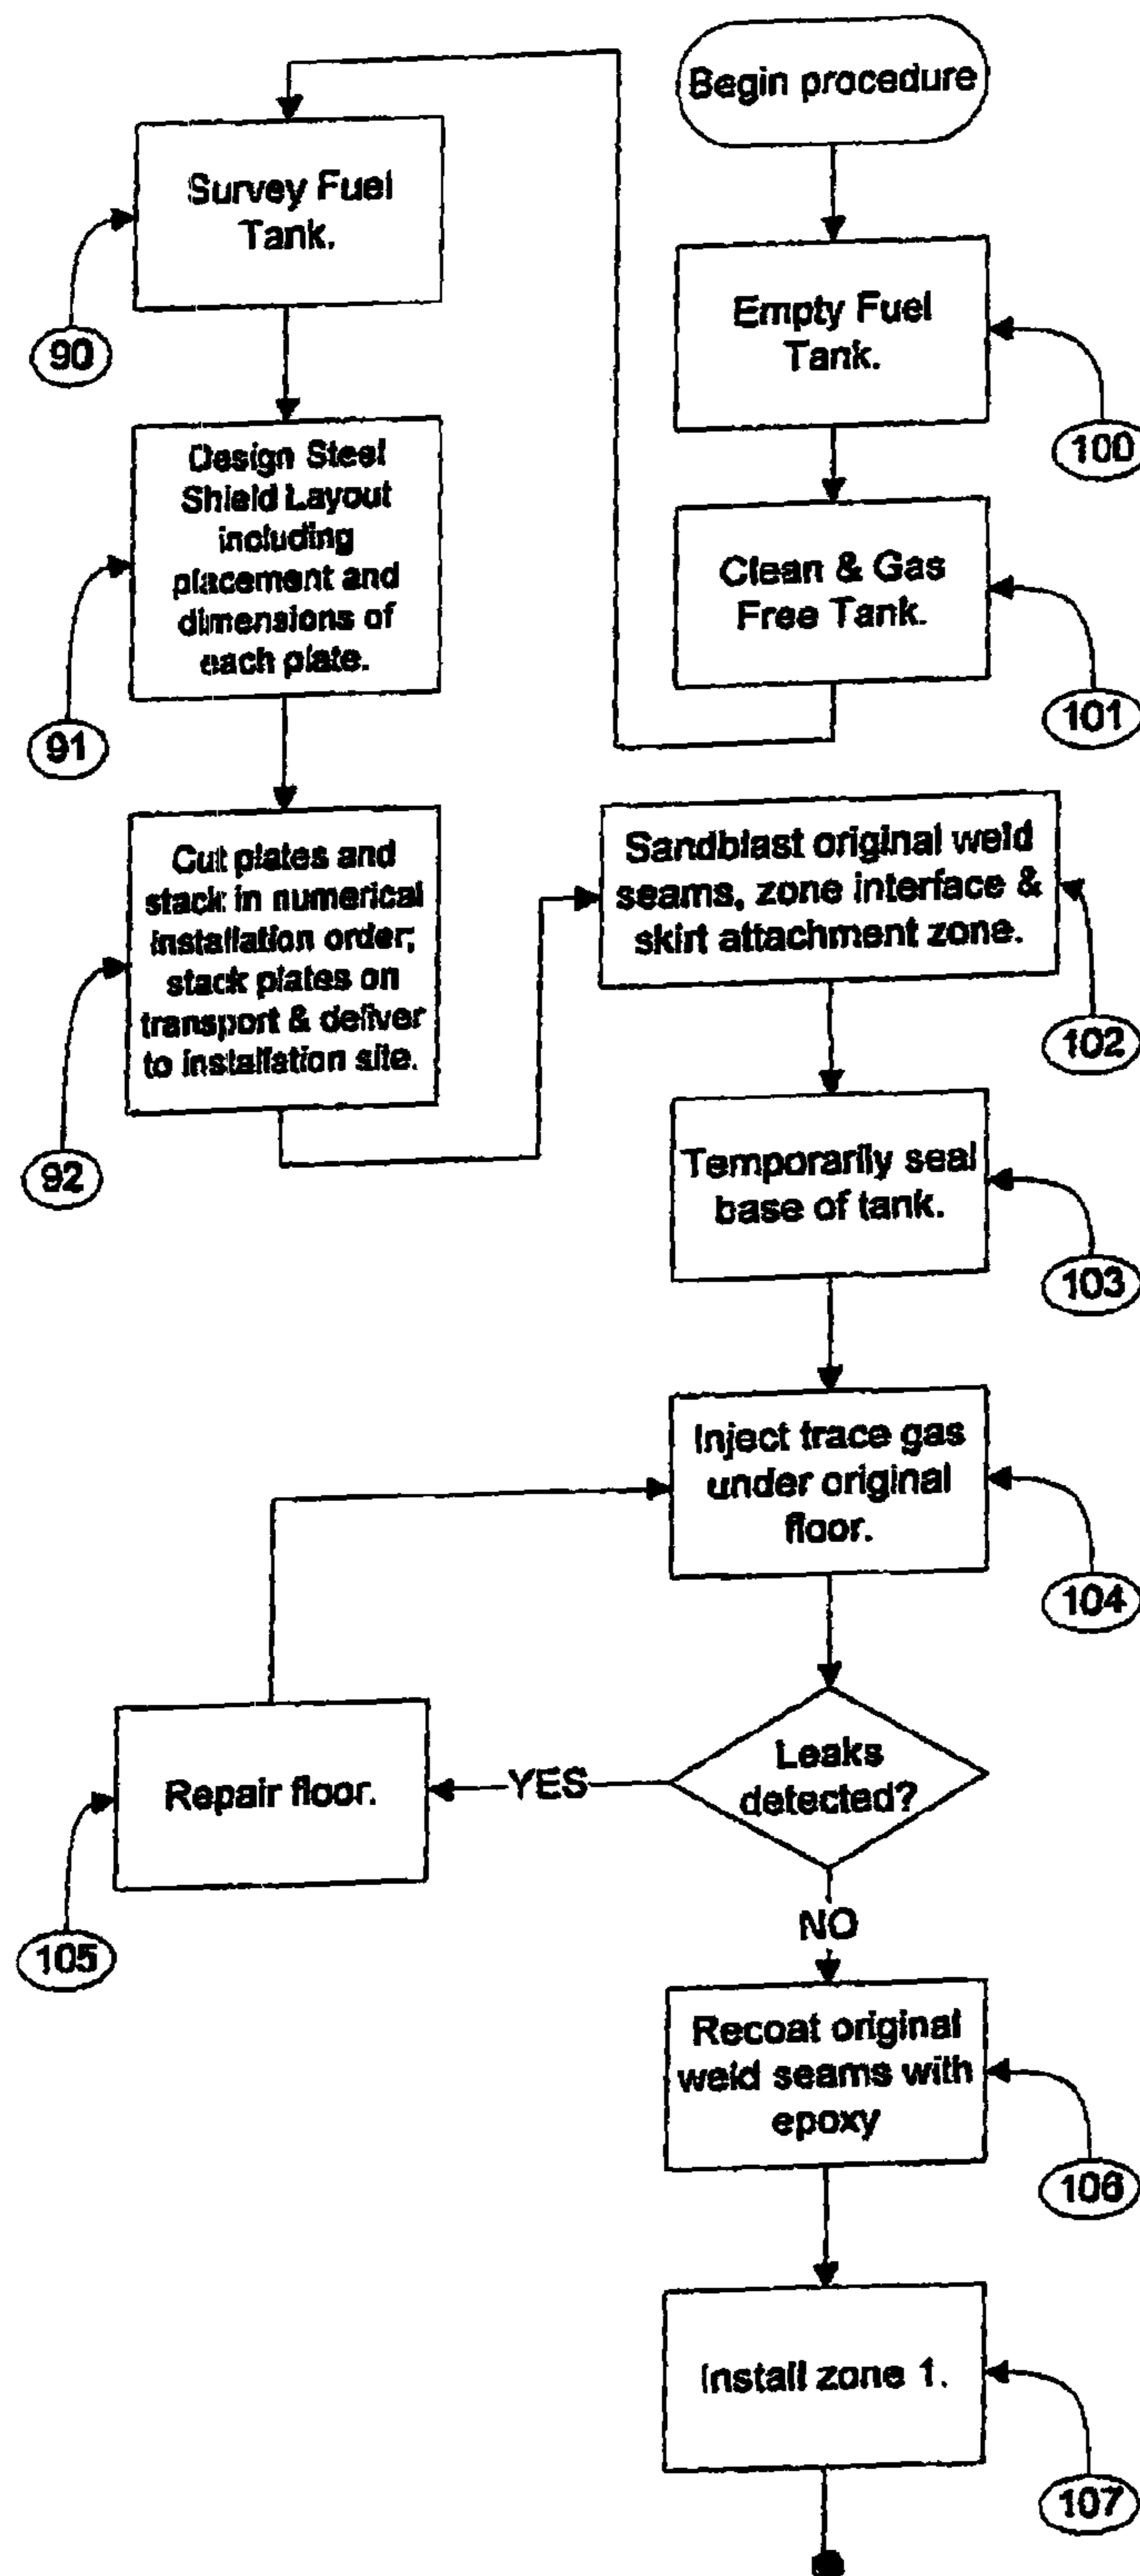 Begin procedure
Empty Fuel
Tank.
100
Clean & Gas
Free Tank.
101
Survey Fuel
Tank.
90
Design Steel
Shield Layout
including
placement and
dimensions of
each plate.
91
Cut plates and
stack in numerical
installation order;
stack plates on
transport & deliver
to installation site.
92
Sandblast original weld
seams, zone interface &
skirt attachment zone.
102
Temporarily seal
base of tank.
103
Inject trace gas
under original
floor.
104
Leaks
detected?
YES
Repair floor.
105
NO
Recoat original
weld seams with
epoxy
106
Install zone 1.
107